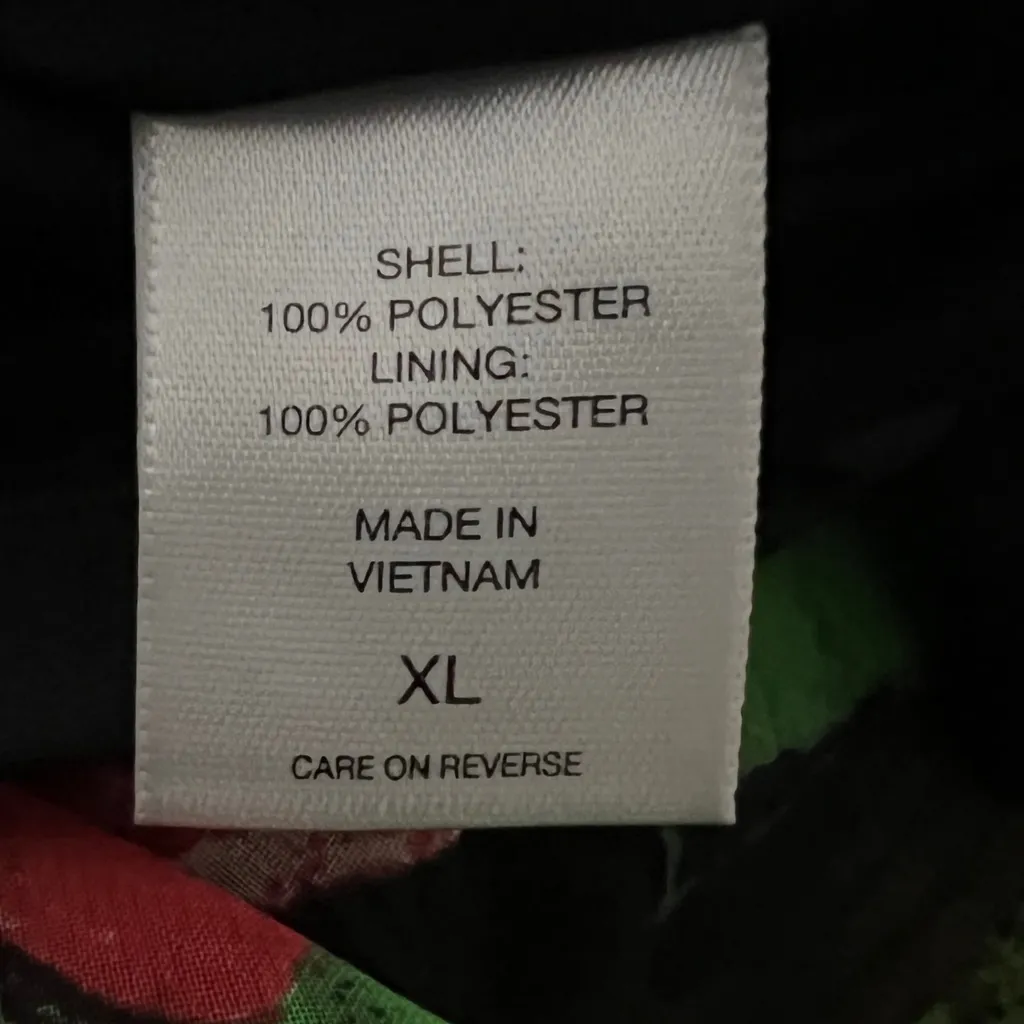 SHELL:
100% POLYESTER
LINING:
100% POLYESTER
MADE IN
VIETNAM
XL
CARE ON REVERSE